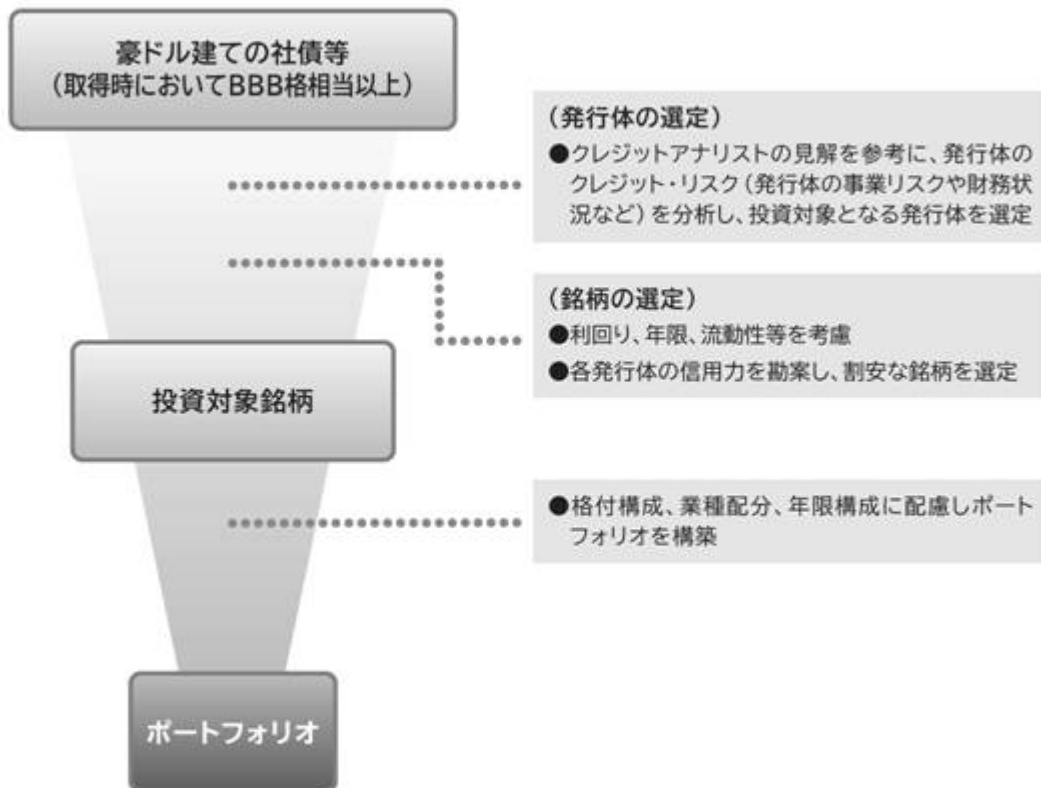 豪ドル建ての社債等
(取得時においてBBB格相当以上)
(発行体の選定)
●クレジットアナリストの見解を参考に、発行体の
クレジット・リスク(発行体の事業リスクや財務状
況など)を分析し、投資対象となる発行体を選定
(銘柄の選定)
●利回り、年限、流動性等を考慮
●各発行体の信用力を勘案し、割安な銘柄を選定
投資対象銘柄
●格付構成、業種配分、年限構成に配慮しポート
フォリオを構築
ポートフォリオ